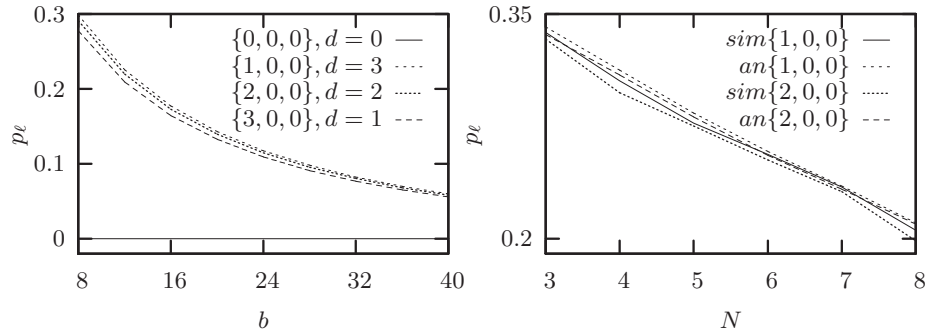 0.3
0.2
0.1
0
pℓ
{0, 0, 0}, d = 0
{1, 0, 0}, d = 3
{2, 0, 0}, d = 2
{3, 0, 0}, d = 1
8 16 24 32 40
b
0.35
0.2
pℓ
sim{1, 0, 0}
an{1, 0, 0}
sim{2, 0, 0}
an{2, 0, 0}
3 4 5 6 7 8
N